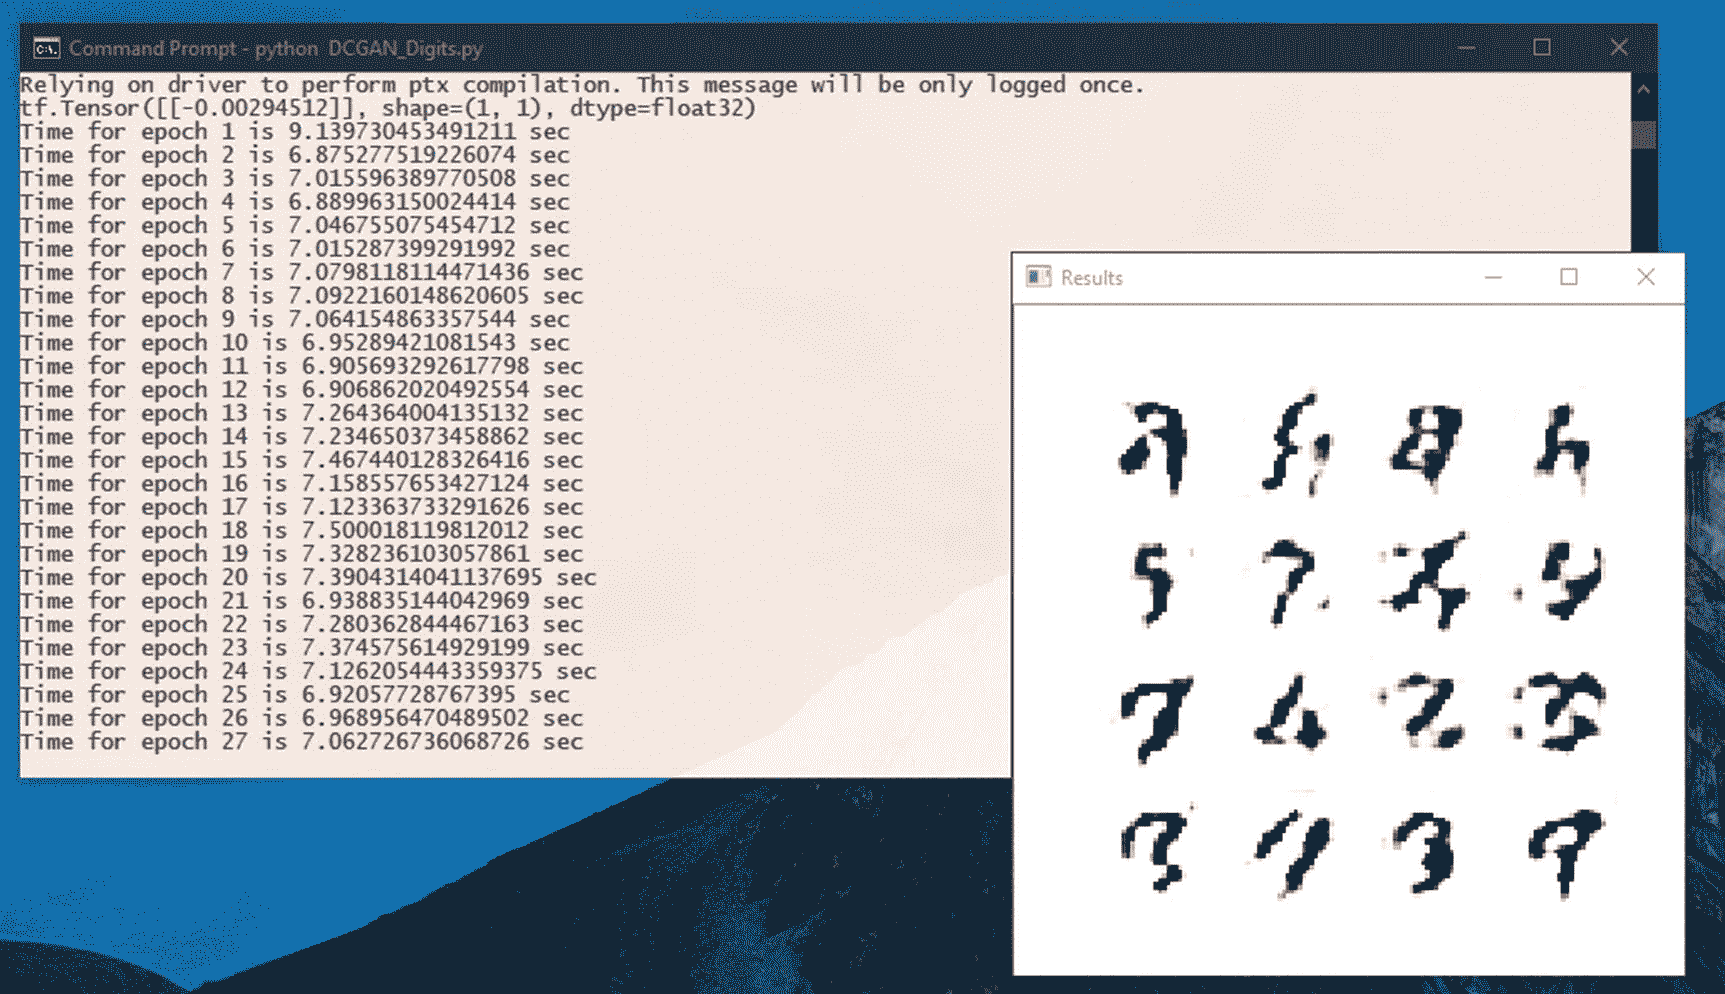 Command Prompt - python  DCGAN_Digits.py
Relying on driver to perform ptx compilation. This message will be only logged once.
tf.Tensor([[-0.00294512]], shape=(1, 1), dtype=float32)
Time for epoch 1 is 9.139730453491211 sec
Time for epoch 2 is 6.875277519226074 sec
Time for epoch 3 is 7.015596389770508 sec
Time for epoch 4 is 6.889963150024414 sec
Time for epoch 5 is 7.046755075454712 sec
Time for epoch 6 is 7.015287399291992 sec
Time for epoch 7 is 7.0798118114471436 sec
Time for epoch 8 is 7.0922160148620605 sec
Time for epoch 9 is 7.064154863357544 sec
Time for epoch 10 is 6.95289421081543 sec
Time for epoch 11 is 6.905693292617798 sec
Time for epoch 12 is 6.906862020492554 sec
Time for epoch 13 is 7.264364004135132 sec
Time for epoch 14 is 7.234650373458862 sec
Time for epoch 15 is 7.467440128326416 sec
Time for epoch 16 is 7.158557653427124 sec
Time for epoch 17 is 7.123363733291626 sec
Time for epoch 18 is 7.500018119812012 sec
Time for epoch 19 is 7.328236103057861 sec
Time for epoch 20 is 7.3904314041137695 sec
Time for epoch 21 is 6.938835144042969 sec
Time for epoch 22 is 7.280362844467163 sec
Time for epoch 23 is 7.374575614929199 sec
Time for epoch 24 is 7.1262054443359375 sec
Time for epoch 25 is 6.92057728767395 sec
Time for epoch 26 is 6.968956470489502 sec
Time for epoch 27 is 7.062726736068726 sec
Results